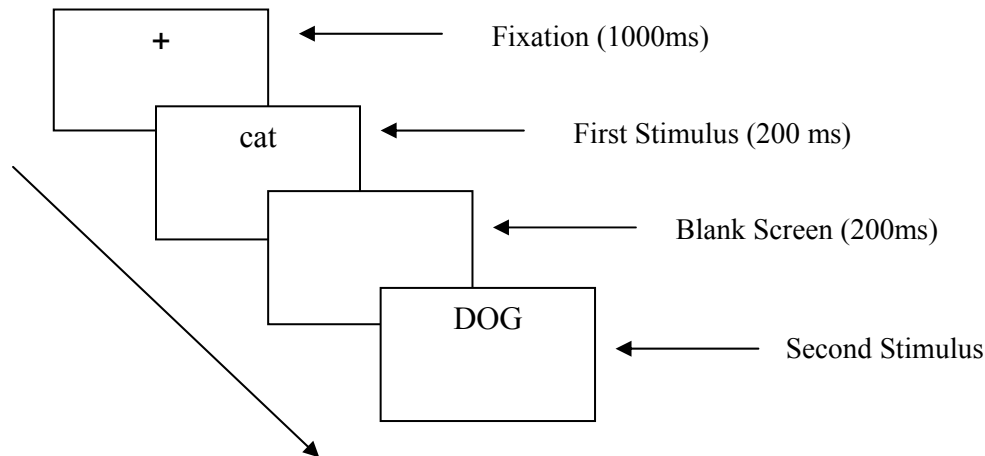 +
Fixation (1000ms)
cat
First Stimulus (200 ms)
Blank Screen (200ms)
DOG
Second Stimulus